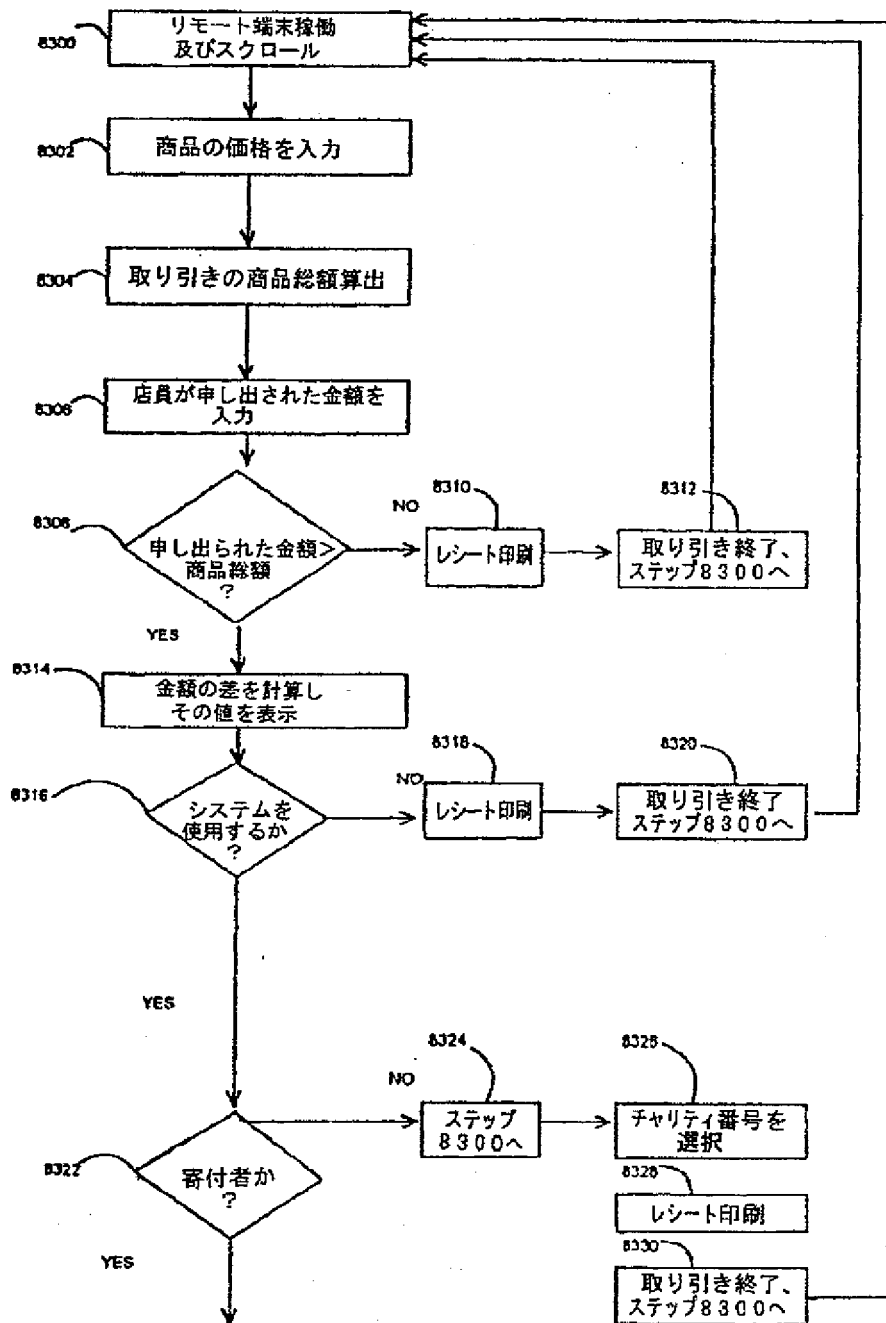 8300
リモート端末稼働
及びスクロール
8302
商品の価格を入力
8304
取り引きの商品総額算出
8306
店員が申し出された金額を
入力
8308
申し出られた金額>
商品総額
?
NO
8310
レシート印刷
8312
取り引き終了、
ステップ8300へ
YES
8314
金額の差を計算し
その値を表示
8316
システムを
使用するか
?
NO
8318
レシート印刷
8320
取り引き終了
ステップ8300へ
YES
8322
寄付者か
?
NO
8324
ステップ
8300へ
8326
チャリティ番号を
選択
8328
レシート印刷
8330
取り引き終了、
ステップ8300へ
YES